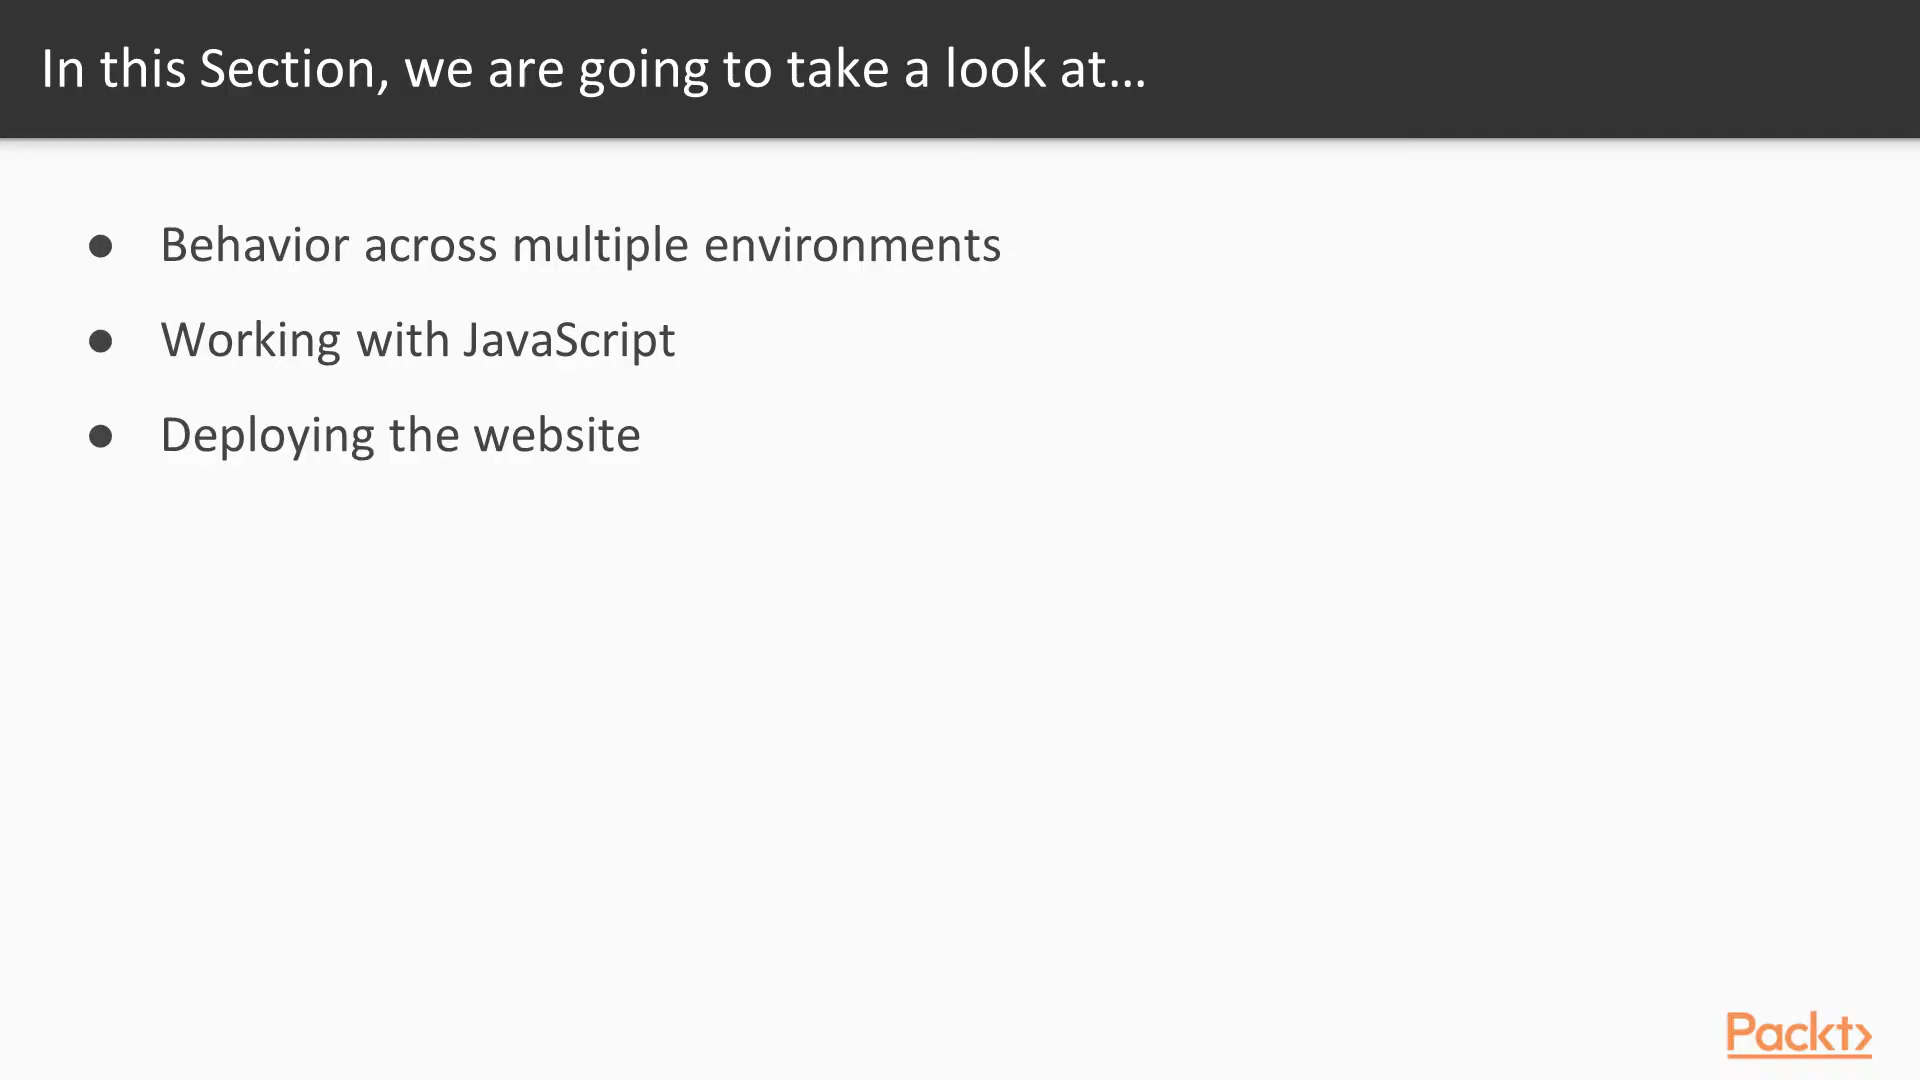 In this Section, we are going to take a look at...
● Behavior across multiple environments
● Working with JavaScript
● Deploying the website
Packt>